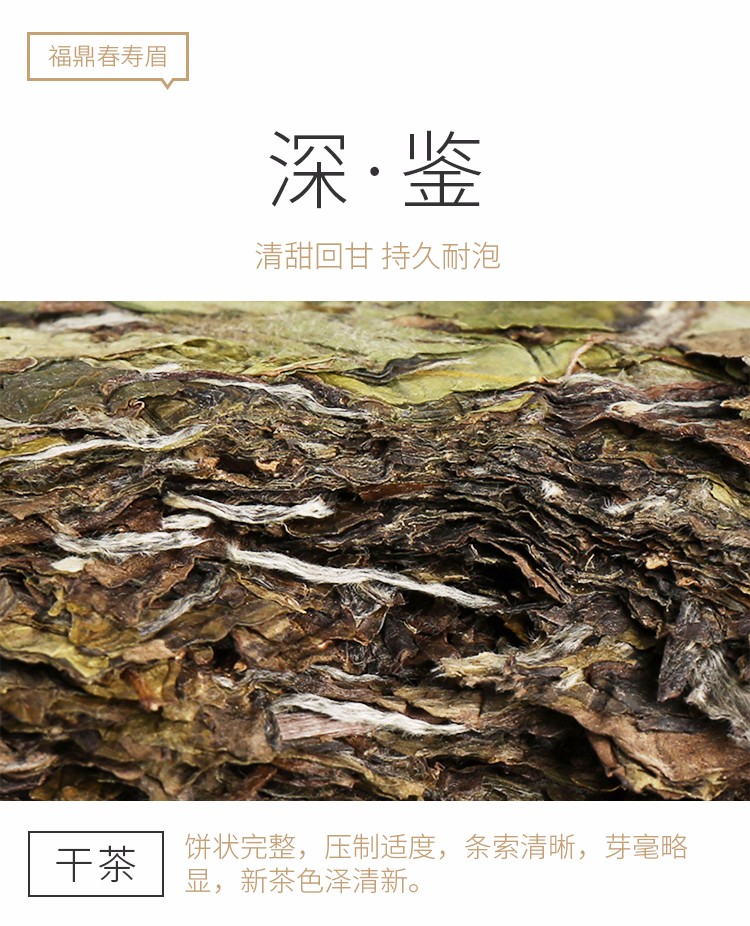 福鼎春寿眉
深·鉴
清甜回甘 持久耐泡
干茶
饼状完整，压制适度，条索清晰，芽毫略
显，新茶色泽清新。